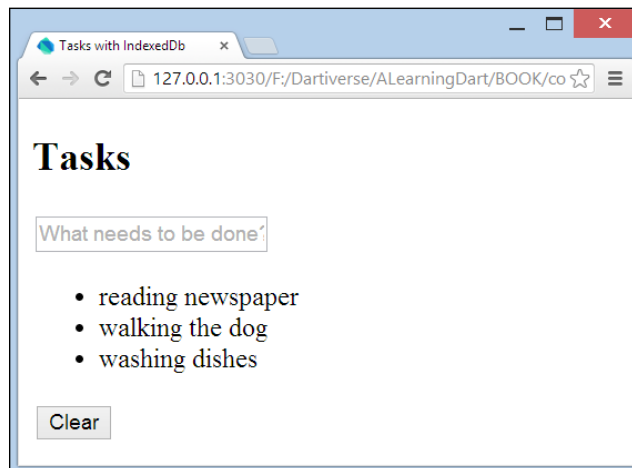 Tasks with IndexedDb
127.0.0.1:3030/F:/Dartiverse/ALearningDart/BOOK/co
Tasks
What needs to be done?
• reading newspaper
• walking the dog
• washing dishes
Clear